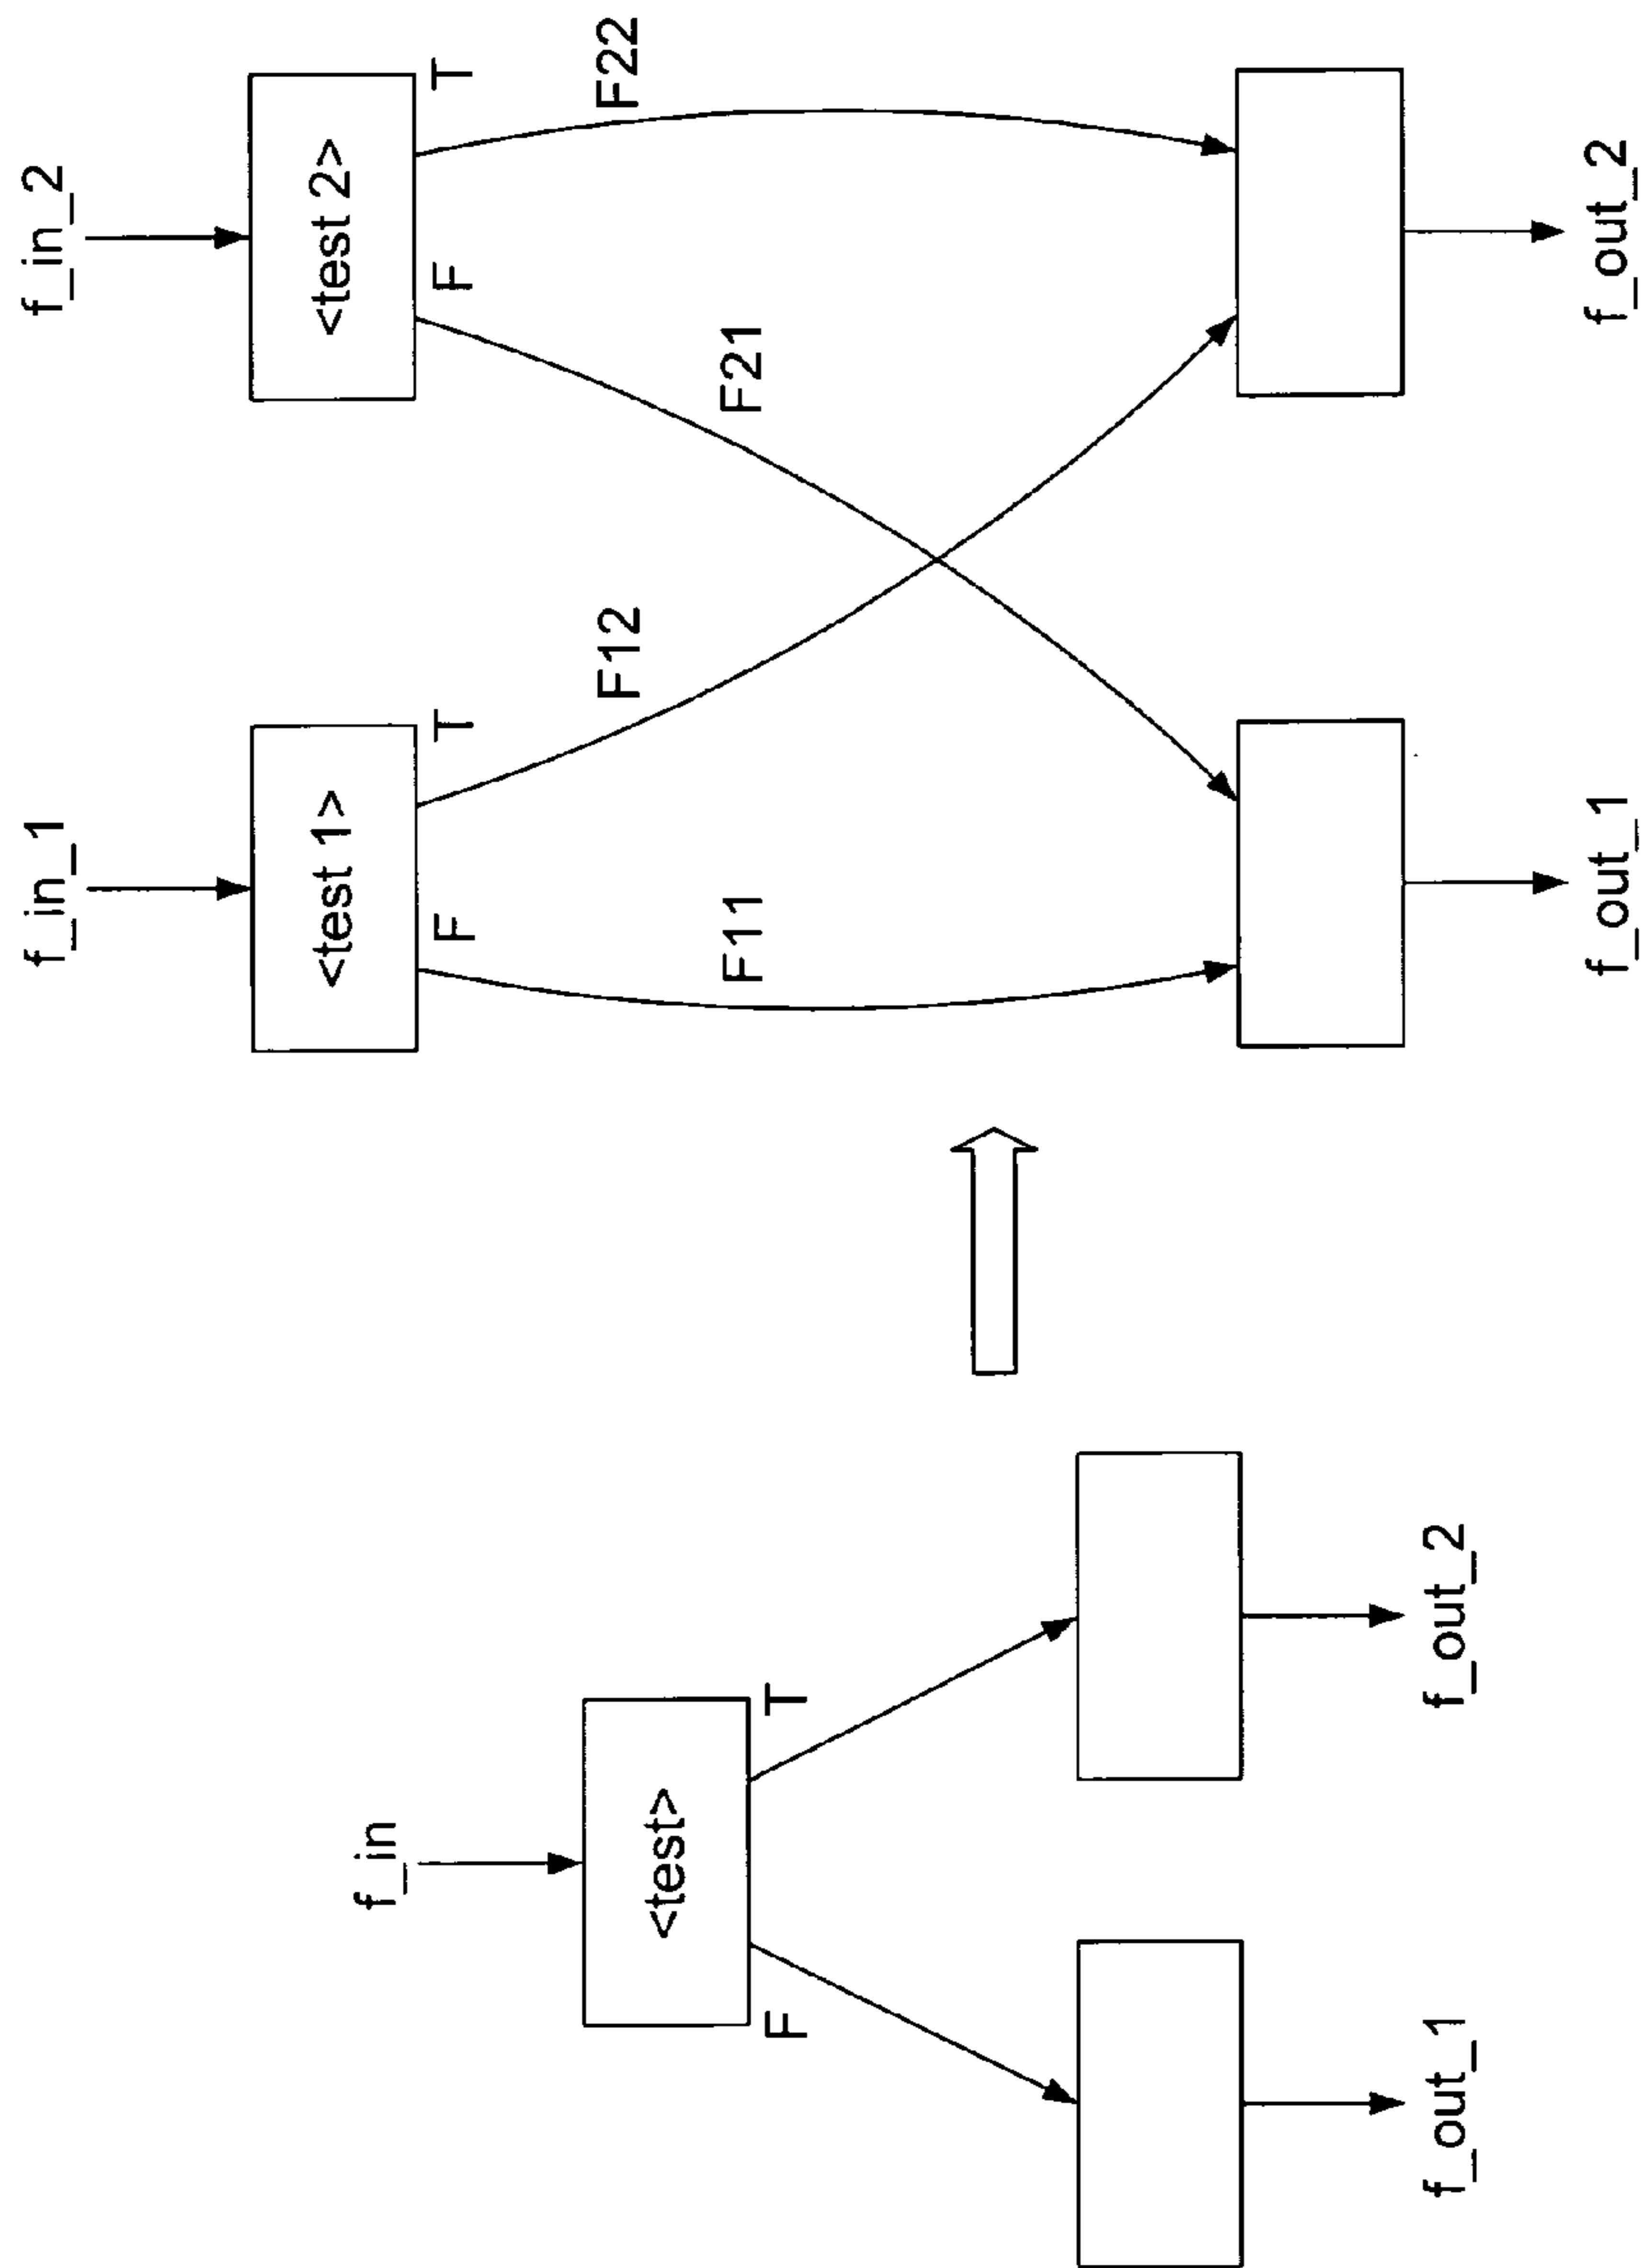 f_in
<test>
F
T
f_out_1
f_out_2
f_in_1
f_in_2
<test 1>
<test 2>
F
T
F
T
F12
F22
F11
F21
f_out_1
f_out_2